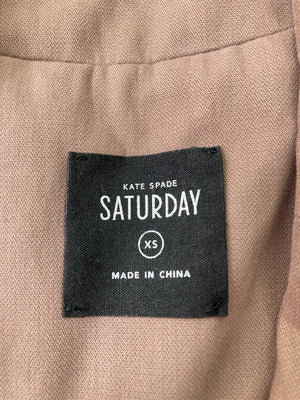 KATE SPADE
SATURDAY
XS
MADE IN CHINA